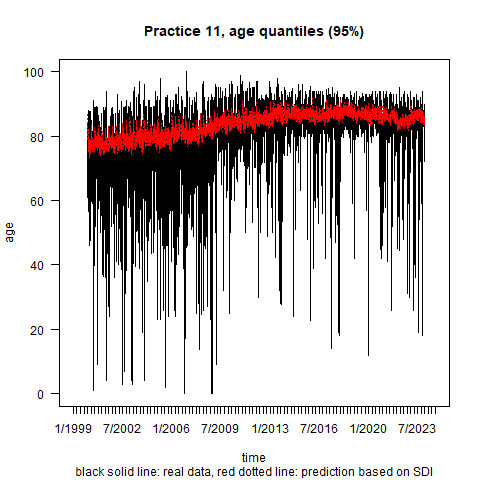 Practice 11, age quantiles (95%)
100
80
60
40
20
0
age
1/1999 7/2002 1/2006 7/2009 1/2013 7/2016 1/2020 7/2023
time
black solid line: real data, red dotted line: prediction based on SDI